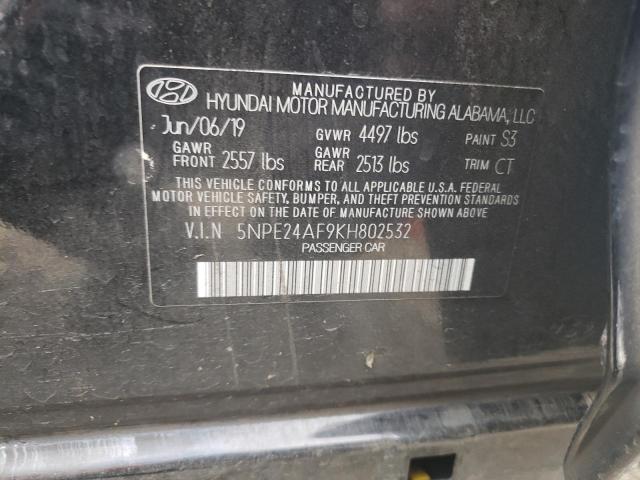 MANUFACTURED BY
HYUNDAI MOTOR MANUFACTURING ALABAMA, LLC
Jun/06/19 GVWR 4497 lbs PAINT S3
GAWR FRONT 2557 lbs GAWR REAR 2513 lbs TRIM CT
THIS VEHICLE CONFORMS TO ALL APPLICABLE U.S.A. FEDERAL
MOTOR VEHICLE SAFETY, BUMPER, AND THEFT PREVENTION STANDARDS
IN EFFECT ON THE DATE OF MANUFACTURE SHOWN ABOVE.
V.I.N 5NPE24AF9KH802532
PASSENGER CAR